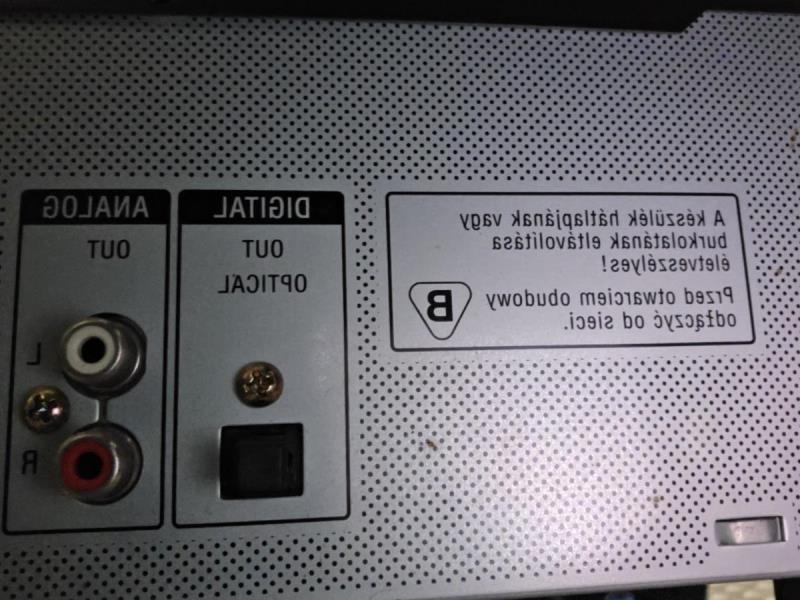 A készülék hátlapjának vagy
burkolatának eltávolítása
életveszélyes!
Przed otwarciem obudowy
odłączyć od sieci.
B
DIGITAL
OUT
OPTICAL
ANALOG
OUT
L
R